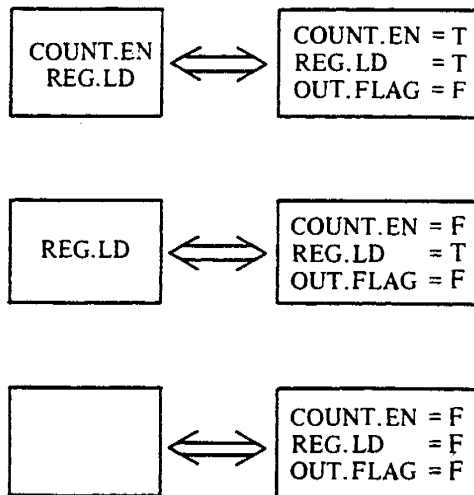 COUNT.EN
REG.LD
COUNT.EN = T
REG.LD = T
OUT.FLAG = F
REG.LD
COUNT.EN = F
REG.LD = T
OUT.FLAG = F
COUNT.EN = F
REG.LD = F
OUT.FLAG = F